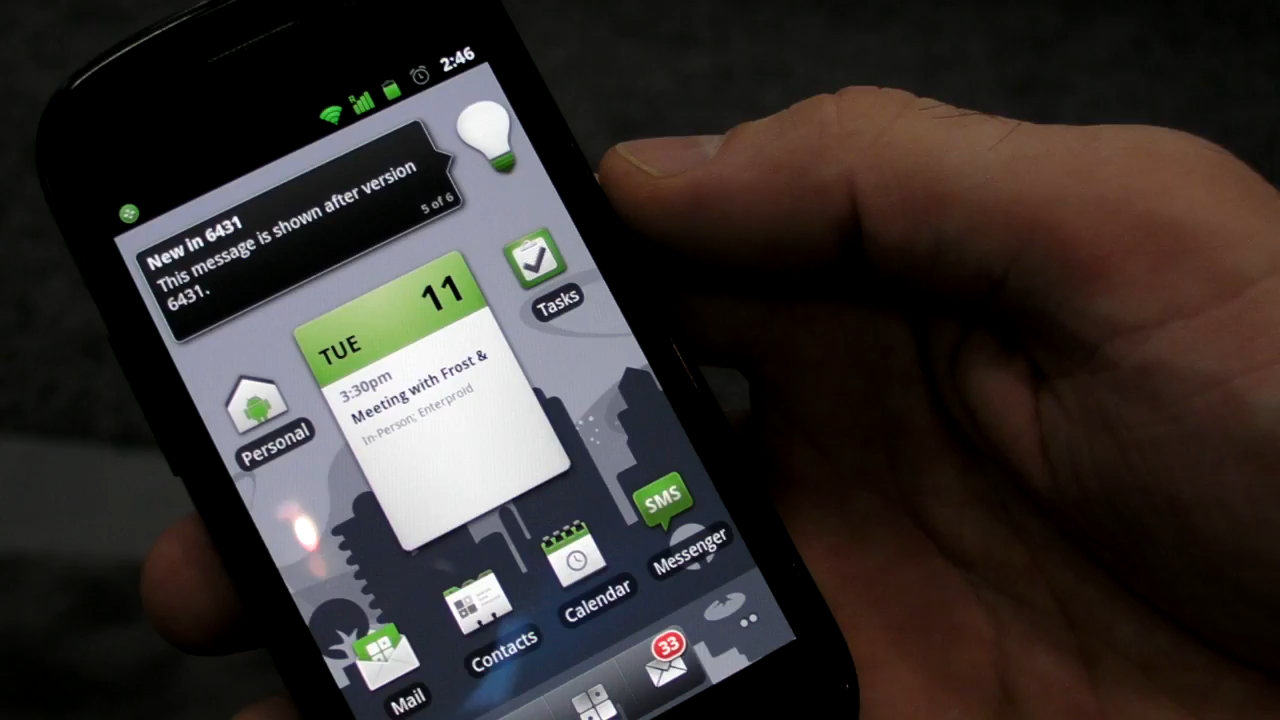 2:46
New in 6431
This message is shown after version
6431.
5 of 6
TUE 11
3:30pm
Meeting with Frost &
In-Person; Enterproid
Tasks
Personal
SMS
Messenger
Calendar
Contacts
Mail
33